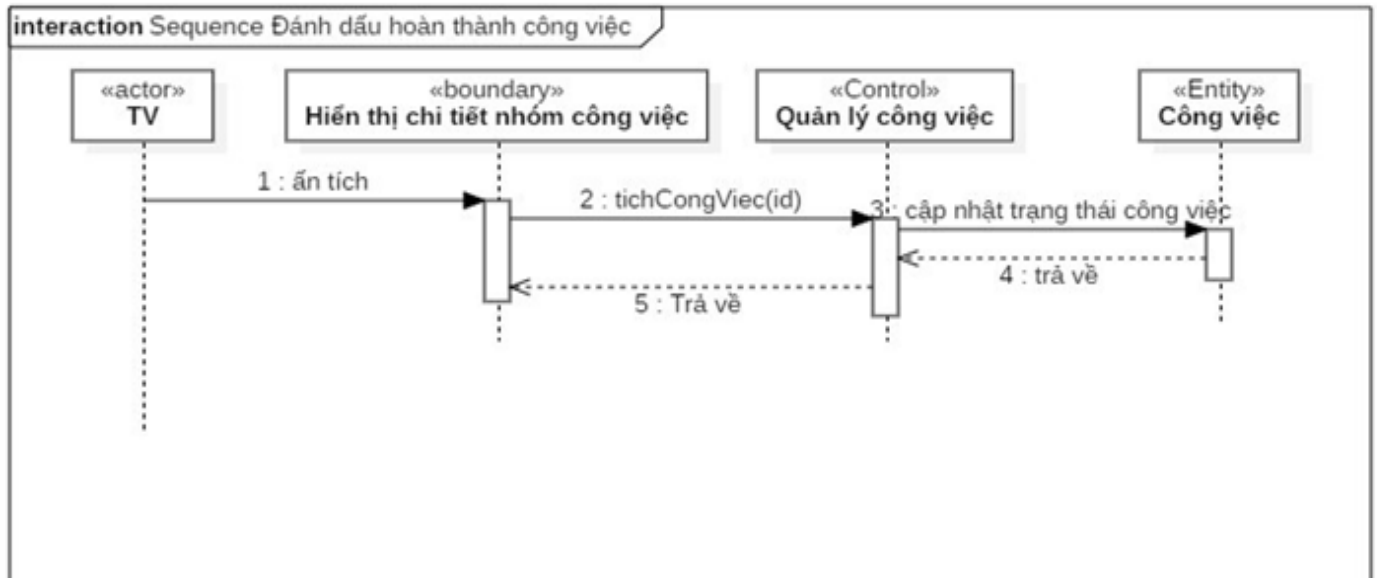 interaction Sequence Đánh dấu hoàn thành công việc
«actor»
TV
«boundary»
Hiển thị chi tiết nhóm công việc
«Control»
Quản lý công việc
«Entity»
Công việc
1 : ấn tích
2 : tichCongViec(id)
3 : cập nhật trạng thái công việc
4 : trả về
5 : Trả về